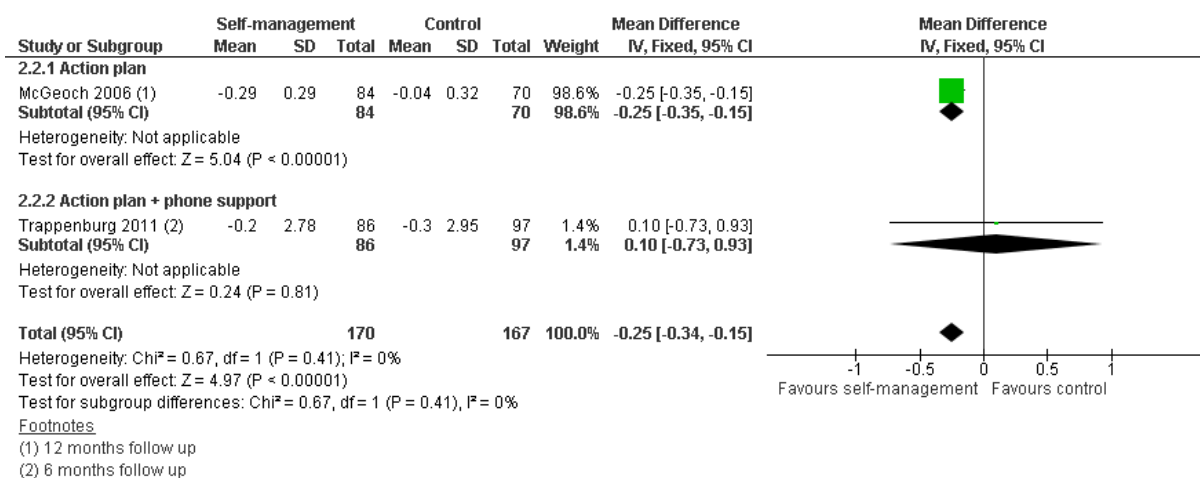 Self-management Control Mean Difference Mean Difference
Study or Subgroup Mean SD Total Mean SD Total Weight IV, Fixed, 95% CI IV, Fixed, 95% CI
2.2.1 Action plan
McGeoch 2006 (1) -0.29 0.29 84 -0.04 0.32 70 98.6% -0.25 [-0.35, -0.15]
Subtotal (95% CI) 84 70 98.6% -0.25 [-0.35, -0.15]
Heterogeneity: Not applicable
Test for overall effect: Z = 5.04 (P < 0.00001)
2.2.2 Action plan + phone support
Trappenburg 2011 (2) -0.2 2.78 86 -0.3 2.95 97 1.4% 0.10 [-0.73, 0.93]
Subtotal (95% CI) 86 97 1.4% 0.10 [-0.73, 0.93]
Heterogeneity: Not applicable
Test for overall effect: Z = 0.24 (P = 0.81)
Total (95% CI) 170 167 100.0% -0.25 [-0.34, -0.15]
Heterogeneity: Chi² = 0.67, df = 1 (P = 0.41); I² = 0%
Test for overall effect: Z = 4.97 (P < 0.00001)
Test for subgroup differences: Chi² = 0.67, df = 1 (P = 0.41), I² = 0%
-1 -0.5 0 0.5 1
Favours self-management Favours control
Footnotes
(1) 12 months follow up
(2) 6 months follow up